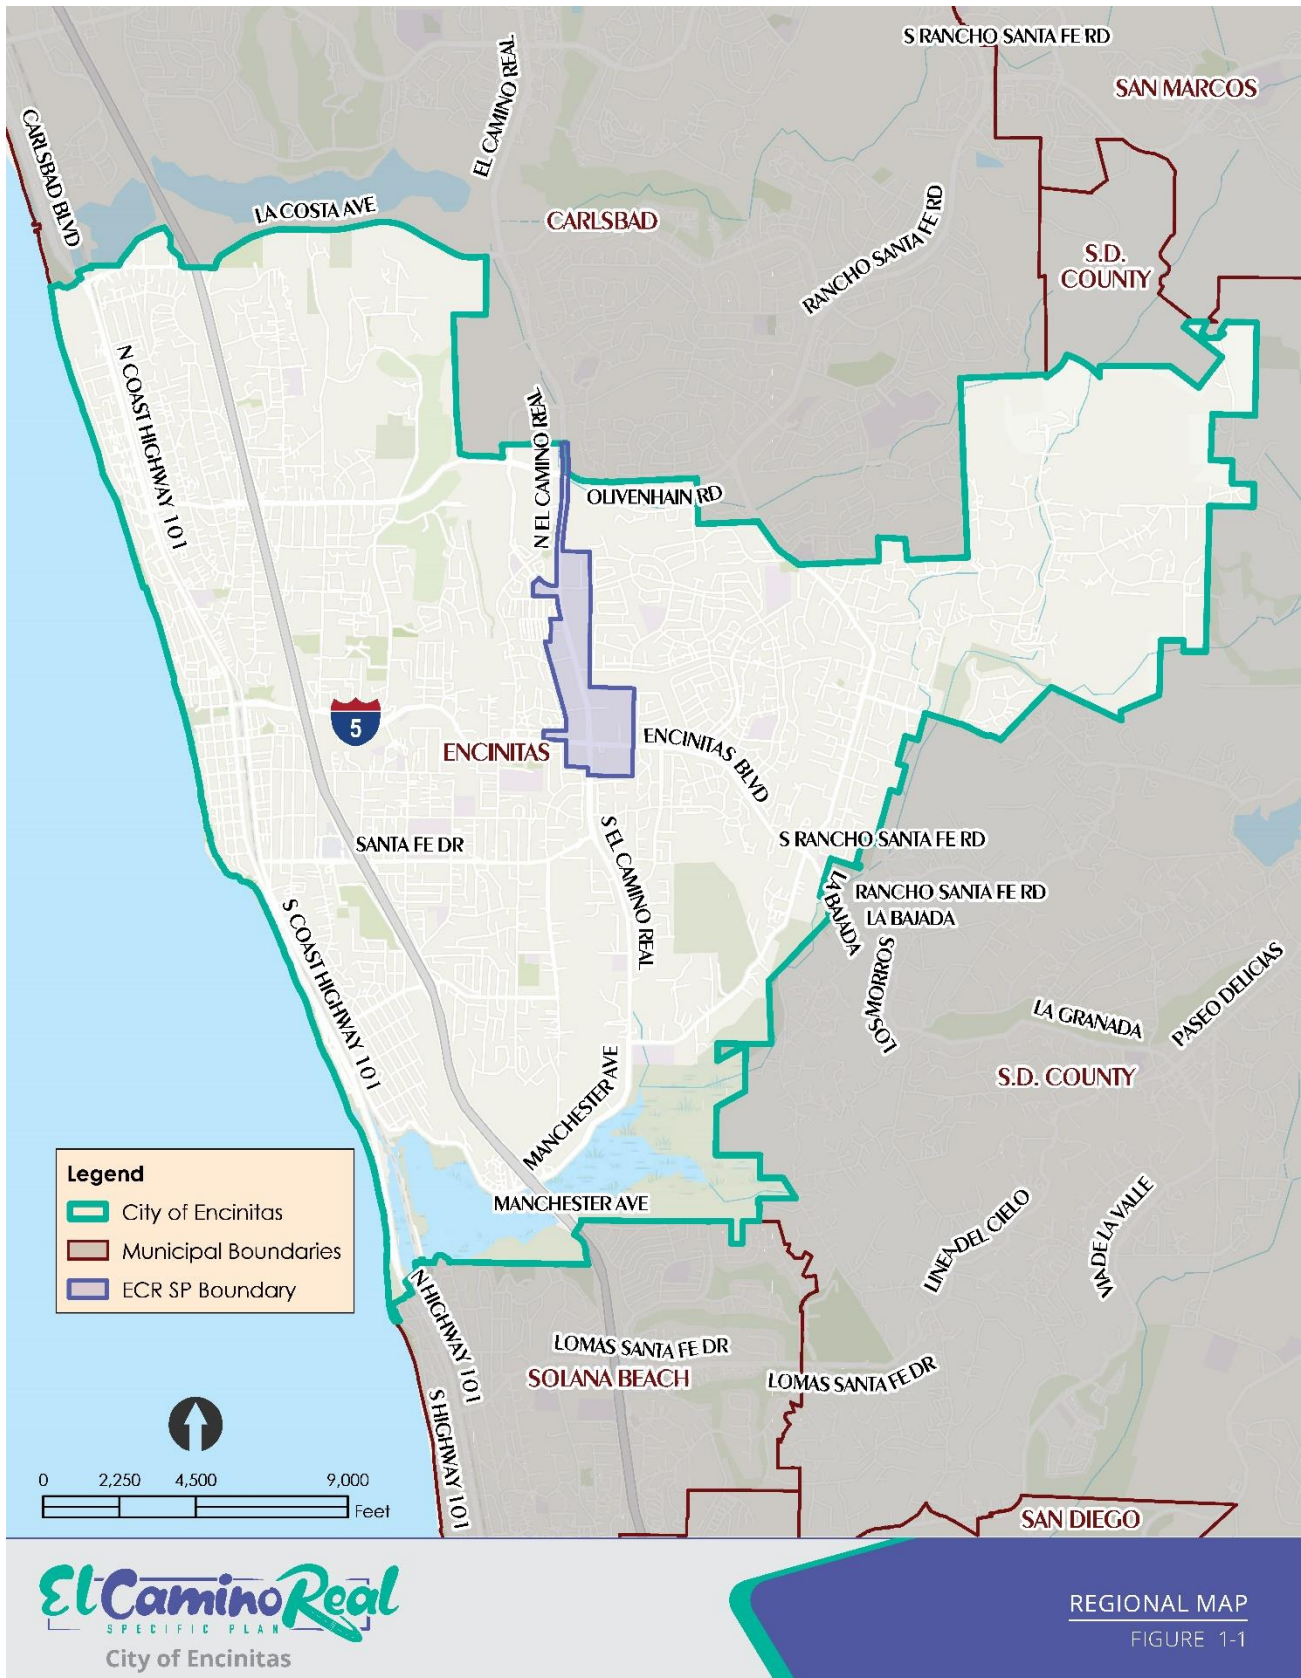 S RANCHO SANTA FE RD
SAN MARCOS
EL CAMINO REAL
CARLSBAD BLVD
LA COSTA AVE
CARLSBAD
RANCHO SANTA FE RD
S.D.
COUNTY
N COAST HIGHWAY 101
N EL CAMINO REAL
OLIVENHAIN RD
5
ENCINITAS
ENCINITAS BLVD
SANTA FE DR
S EL CAMINO REAL
S RANCHO SANTA FE RD
LA BAJADA
RANCHO SANTA FE RD
LA BAJADA
S COAST HIGHWAY 101
LOS MORROS
LA GRANADA
PASEO DELICIAS
S.D. COUNTY
MANCHESTER AVE
MANCHESTER AVE
LINEA DEL CIELO
VIA DE LA VALLE
Legend
City of Encinitas
Municipal Boundaries
ECR SP Boundary
N HIGHWAY 101
LOMAS SANTA FE DR
SOLANA BEACH
LOMAS SANTA FE DR
S HIGHWAY 101
SAN DIEGO
0 2,250 4,500 9,000
Feet
El Camino Real
SPECIFIC PLAN
City of Encinitas
REGIONAL MAP
FIGURE 1-1